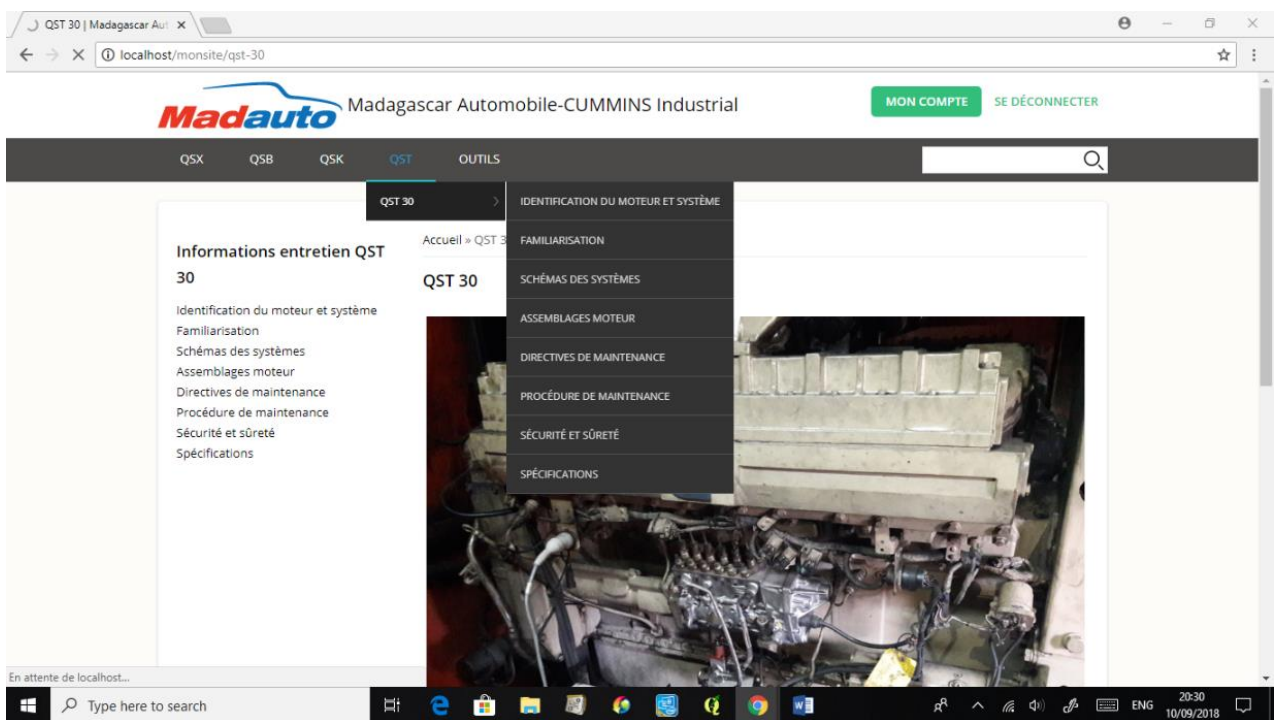 QST 30 | Madagascar Aut
localhost/monsite/qst-30
Madauto
Madagascar Automobile-CUMMINS Industrial
MON COMPTE
SE DÉCONNECTER
QSX
QSB
QSK
QST
OUTILS
QST 30
IDENTIFICATION DU MOTEUR ET SYSTÈME
FAMILIARISATION
SCHÉMAS DES SYSTÈMES
ASSEMBLAGES MOTEUR
DIRECTIVES DE MAINTENANCE
PROCÉDURE DE MAINTENANCE
SÉCURITÉ ET SÛRETÉ
SPÉCIFICATIONS
Informations entretien QST
30
Identification du moteur et système
Familiarisation
Schémas des systèmes
Assemblages moteur
Directives de maintenance
Procédure de maintenance
Sécurité et sûreté
Spécifications
Accueil » QST 3
QST 30
En attente de localhost...
Type here to search
ENG
20:30
10/09/2018